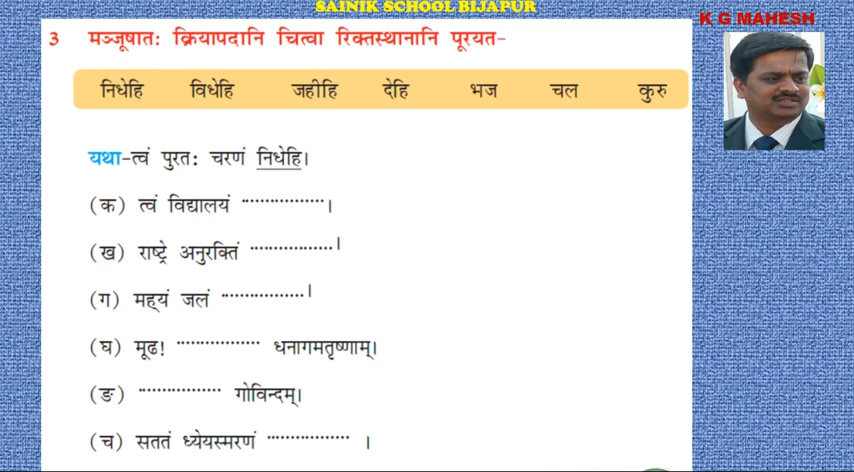 SAINIK SCHOOL BIJAPUR
K G MAHESH
3 मञ्जूषात: क्रियापदानि चित्वा रिक्तस्थानानि पूरयत-
निधेहि विधेहि जहीहि देहि भज चल कुरु
यथा-त्वं पुरत: चरणं निधेहि।
(क) त्वं विद्यालयं ..................।
(ख) राष्ट्रे अनुरक्तिं ..................।
(ग) मह्यं जलं ..................।
(घ) मूढ! .................. धनागमतृष्णाम्।
(ङ) .................. गोविन्दम्।
(च) सततं ध्येयस्मरणं .................. ।